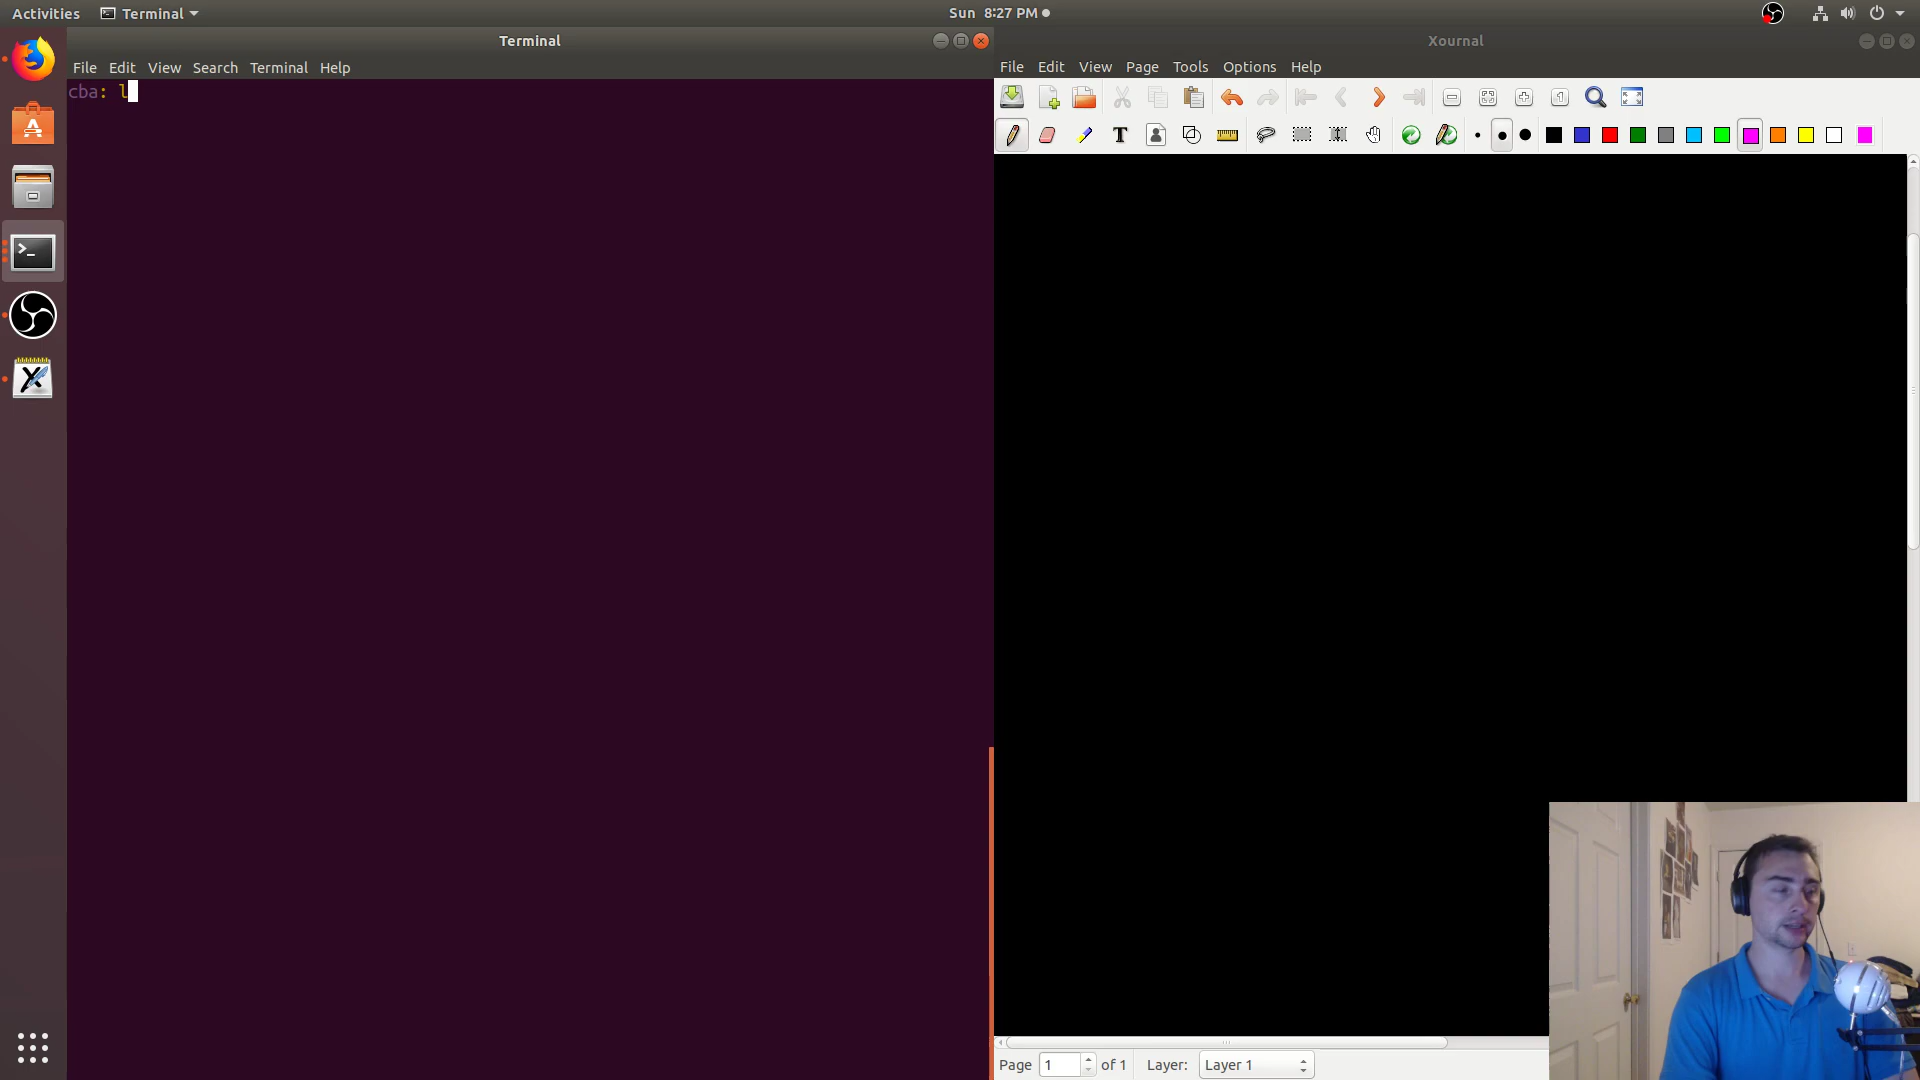 Activities Terminal Sun 8:27 PM
Terminal
File Edit View Search Terminal Help
cba: l
Xournal
File Edit View Page Tools Options Help
Page 1 of 1 Layer: Layer 1